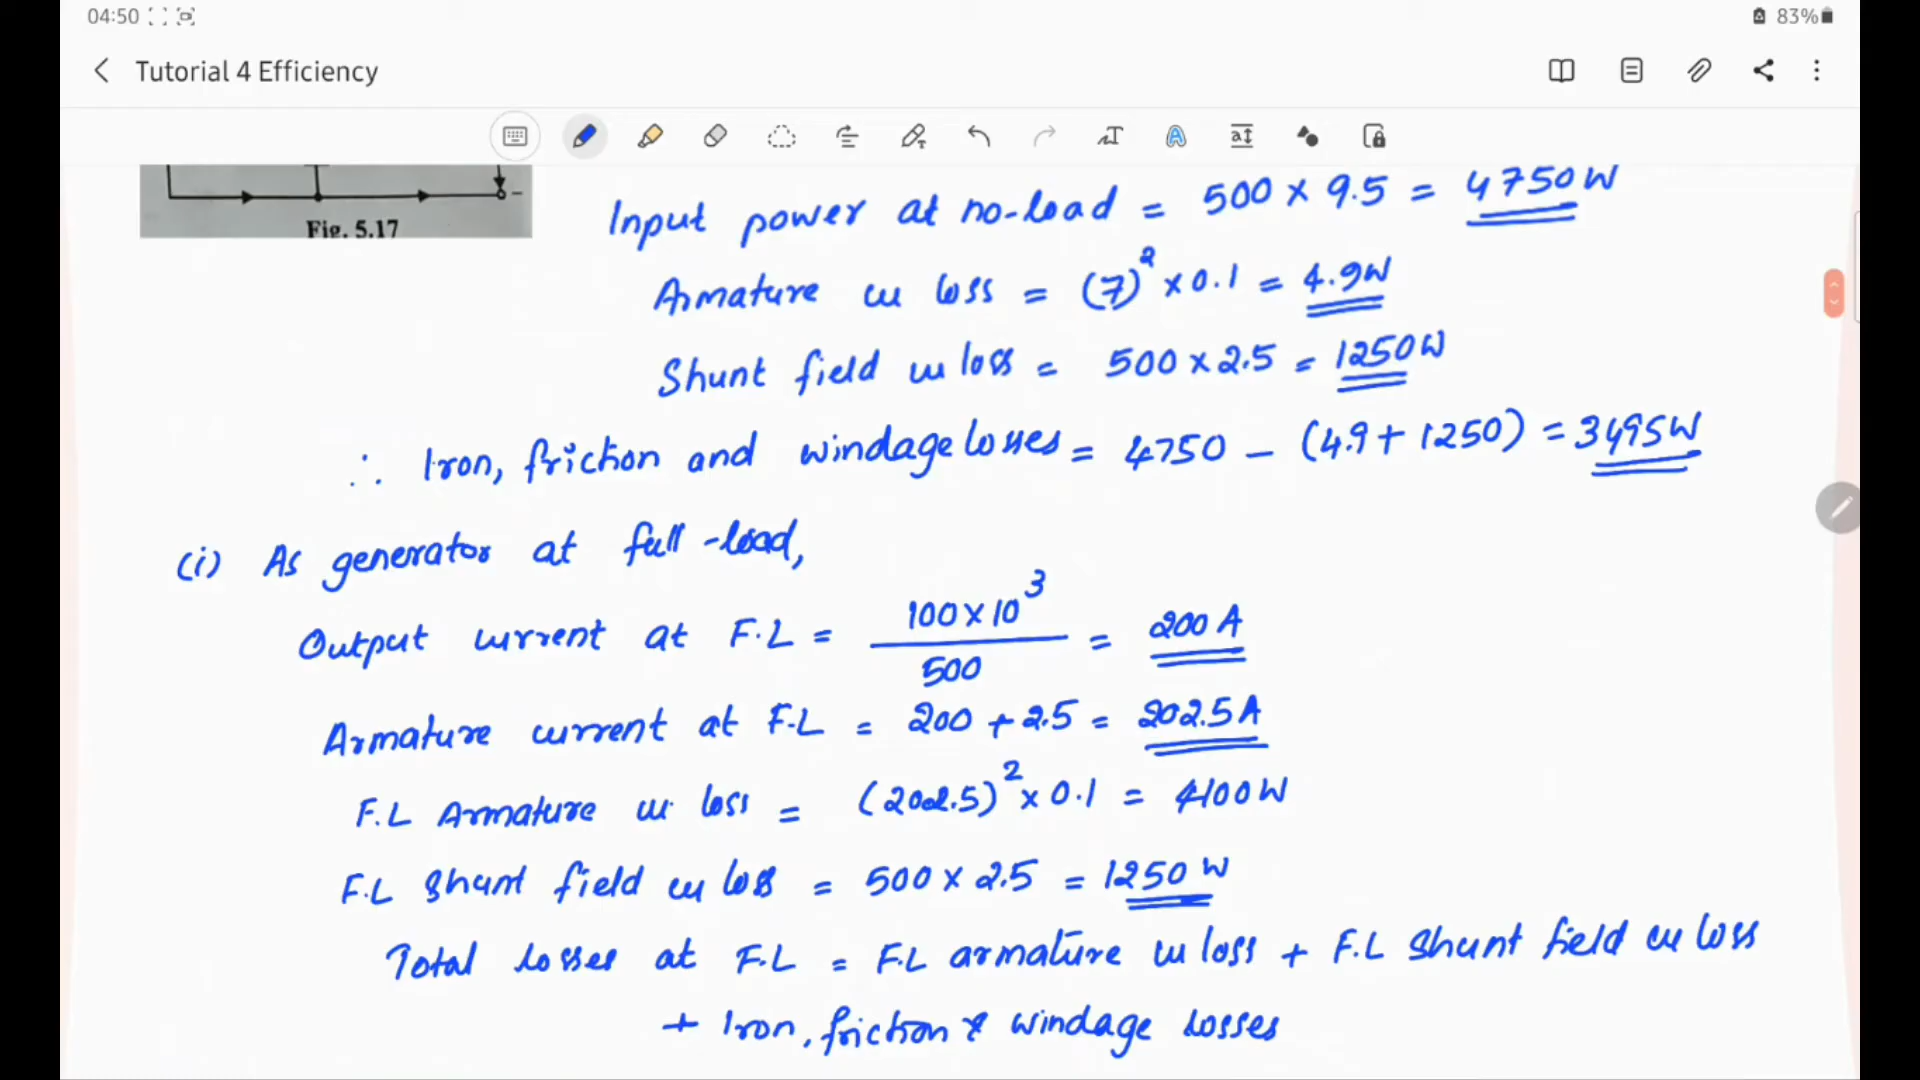 04:50
83%
Tutorial 4 Efficiency
Fig. 5.17
Input power at no-load = 500 × 9.5 = 4750W
Armature cu loss = (7)² × 0.1 = 4.9W
Shunt field cu loss = 500 × 2.5 = 1250W
∴ Iron, friction and windage losses = 4750 – (4.9 + 1250) = 3495W
(i) As generator at full-load,
Output current at F.L = 100×10³ / 500 = 200 A
Armature current at F.L = 200 + 2.5 = 202.5A
F.L Armature cu loss = (202.5)² × 0.1 = 4100W
F.L Shunt field cu loss = 500 × 2.5 = 1250 W
Total losses at F.L = F.L armature cu loss + F.L Shunt field cu loss
+ Iron, friction & windage losses